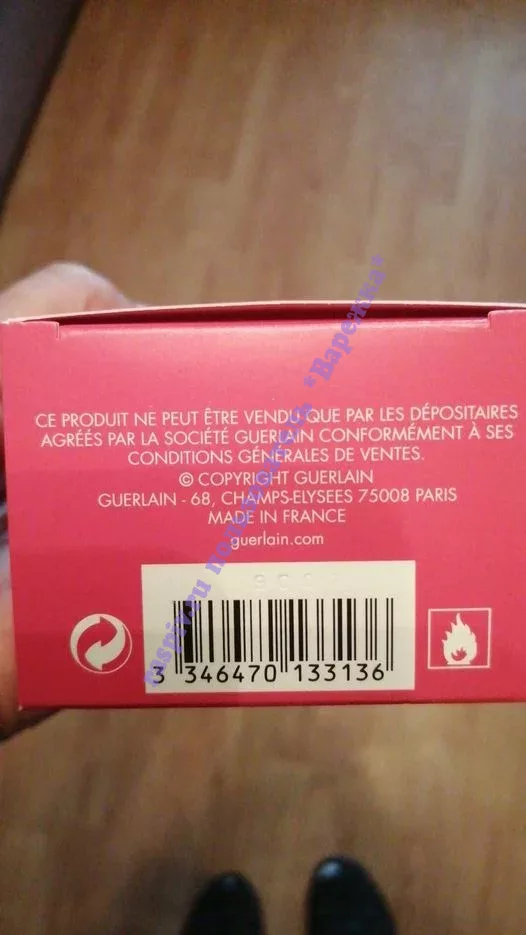 CE PRODUIT NE PEUT ÊTRE VENDU QUE PAR LES DÉPOSITAIRES
AGRÉÉS PAR LA SOCIÉTÉ GUERLAIN CONFORMÉMENT À SES
CONDITIONS GÉNÉRALES DE VENTES.
© COPYRIGHT GUERLAIN
GUERLAIN - 68, CHAMPS-ELYSEES 75008 PARIS
MADE IN FRANCE
guerlain.com
3 346470 133136